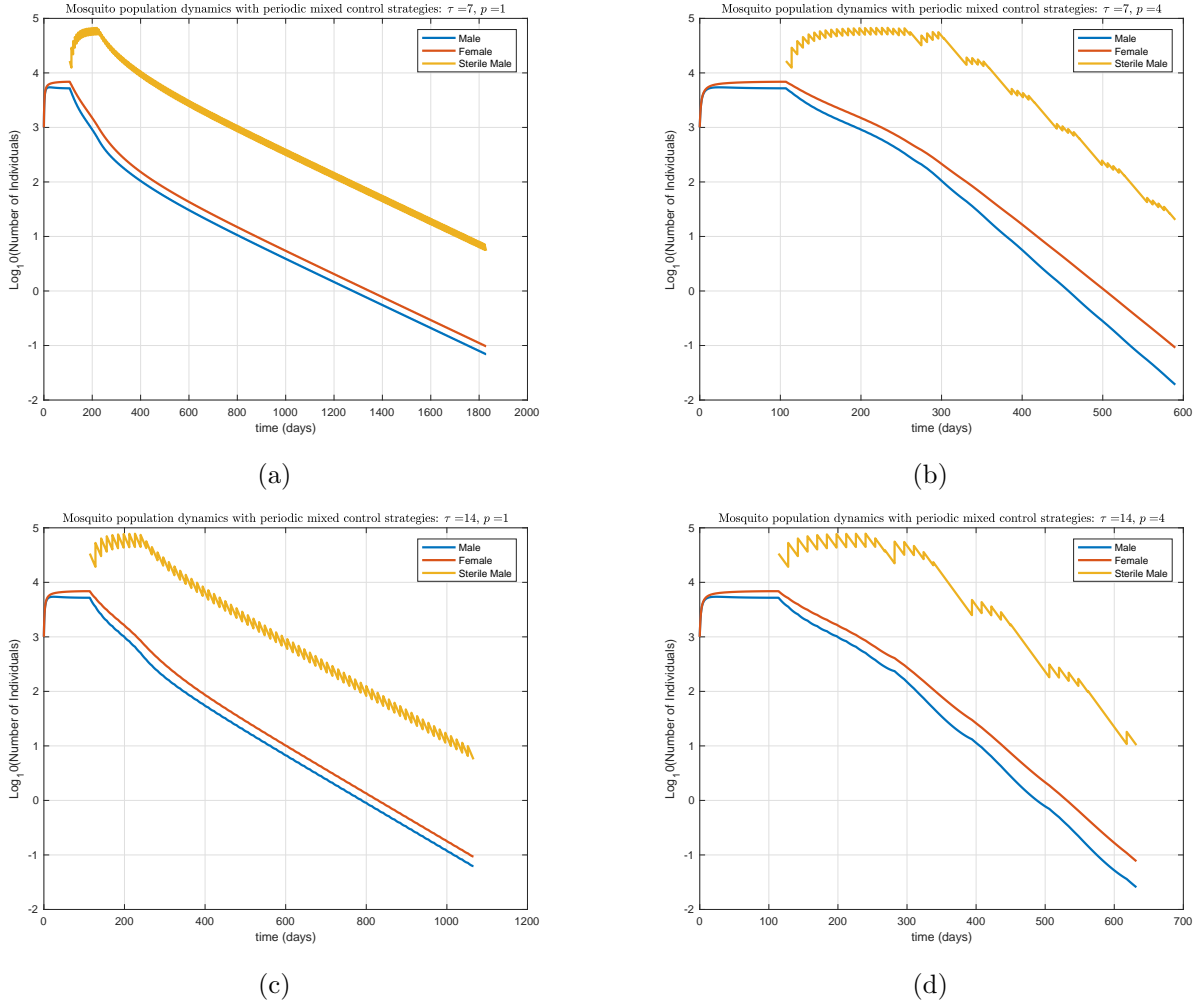 Mosquito population dynamics with periodic mixed control strategies: τ =7, p =1
Log10(Number of Individuals)
5
4
3
2
1
0
-1
-2
Male
Female
Sterile Male
0 200 400 600 800 1000 1200 1400 1600 1800 2000
time (days)
(a)
Mosquito population dynamics with periodic mixed control strategies: τ =7, p =4
Log10(Number of Individuals)
5
4
3
2
1
0
-1
-2
Male
Female
Sterile Male
0 100 200 300 400 500 600
time (days)
(b)
Mosquito population dynamics with periodic mixed control strategies: τ =14, p =1
Log10(Number of Individuals)
5
4
3
2
1
0
-1
-2
Male
Female
Sterile Male
0 200 400 600 800 1000 1200
time (days)
(c)
Mosquito population dynamics with periodic mixed control strategies: τ =14, p =4
Log10(Number of Individuals)
5
4
3
2
1
0
-1
-2
Male
Female
Sterile Male
0 100 200 300 400 500 600 700
time (days)
(d)